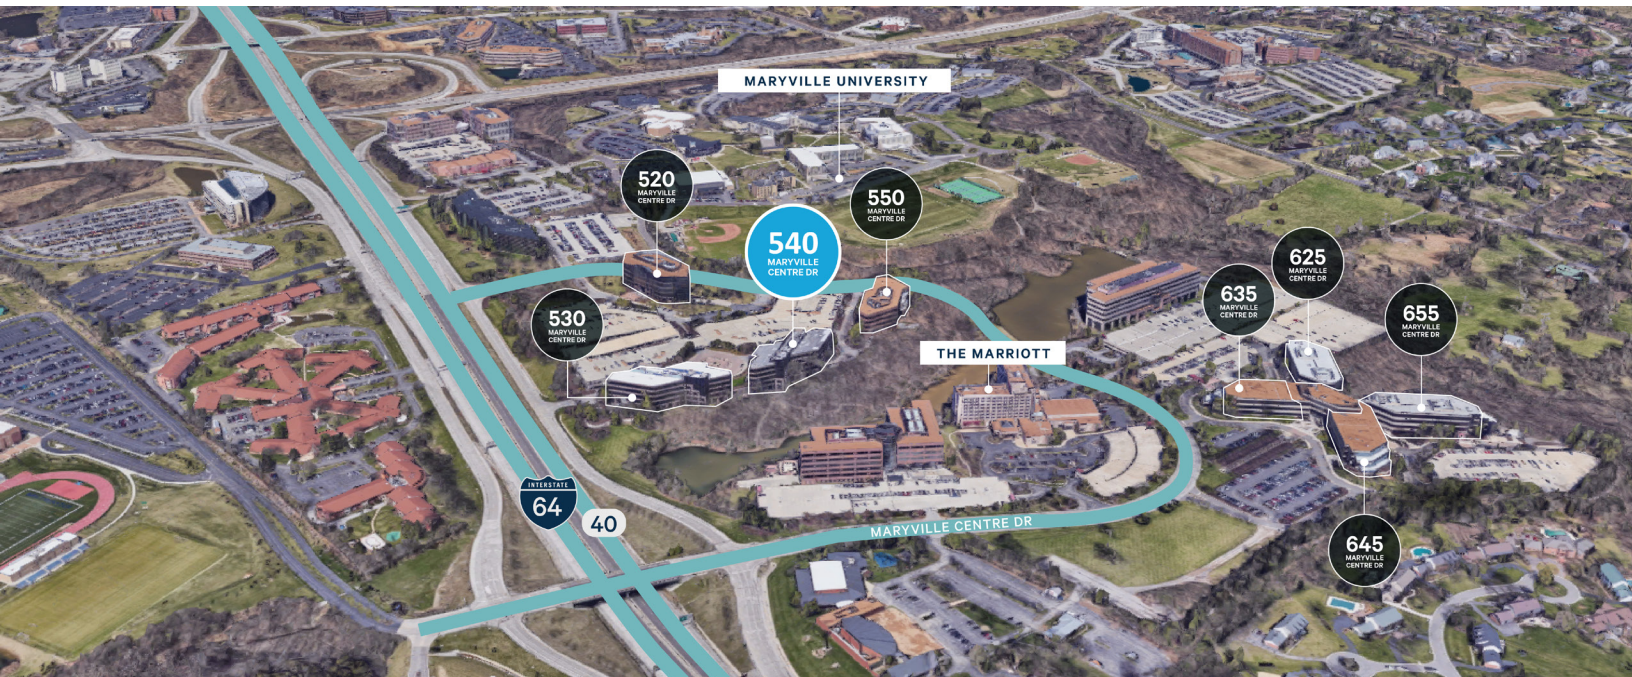 MARYVILLE UNIVERSITY
520
MARYVILLE
CENTRE DR
550
MARYVILLE
CENTRE DR
540
MARYVILLE
CENTRE DR
625
MARYVILLE
CENTRE DR
635
MARYVILLE
CENTRE DR
655
MARYVILLE
CENTRE DR
530
MARYVILLE
CENTRE DR
THE MARRIOTT
INTERSTATE
64
40
MARYVILLE CENTRE DR
645
MARYVILLE
CENTRE DR